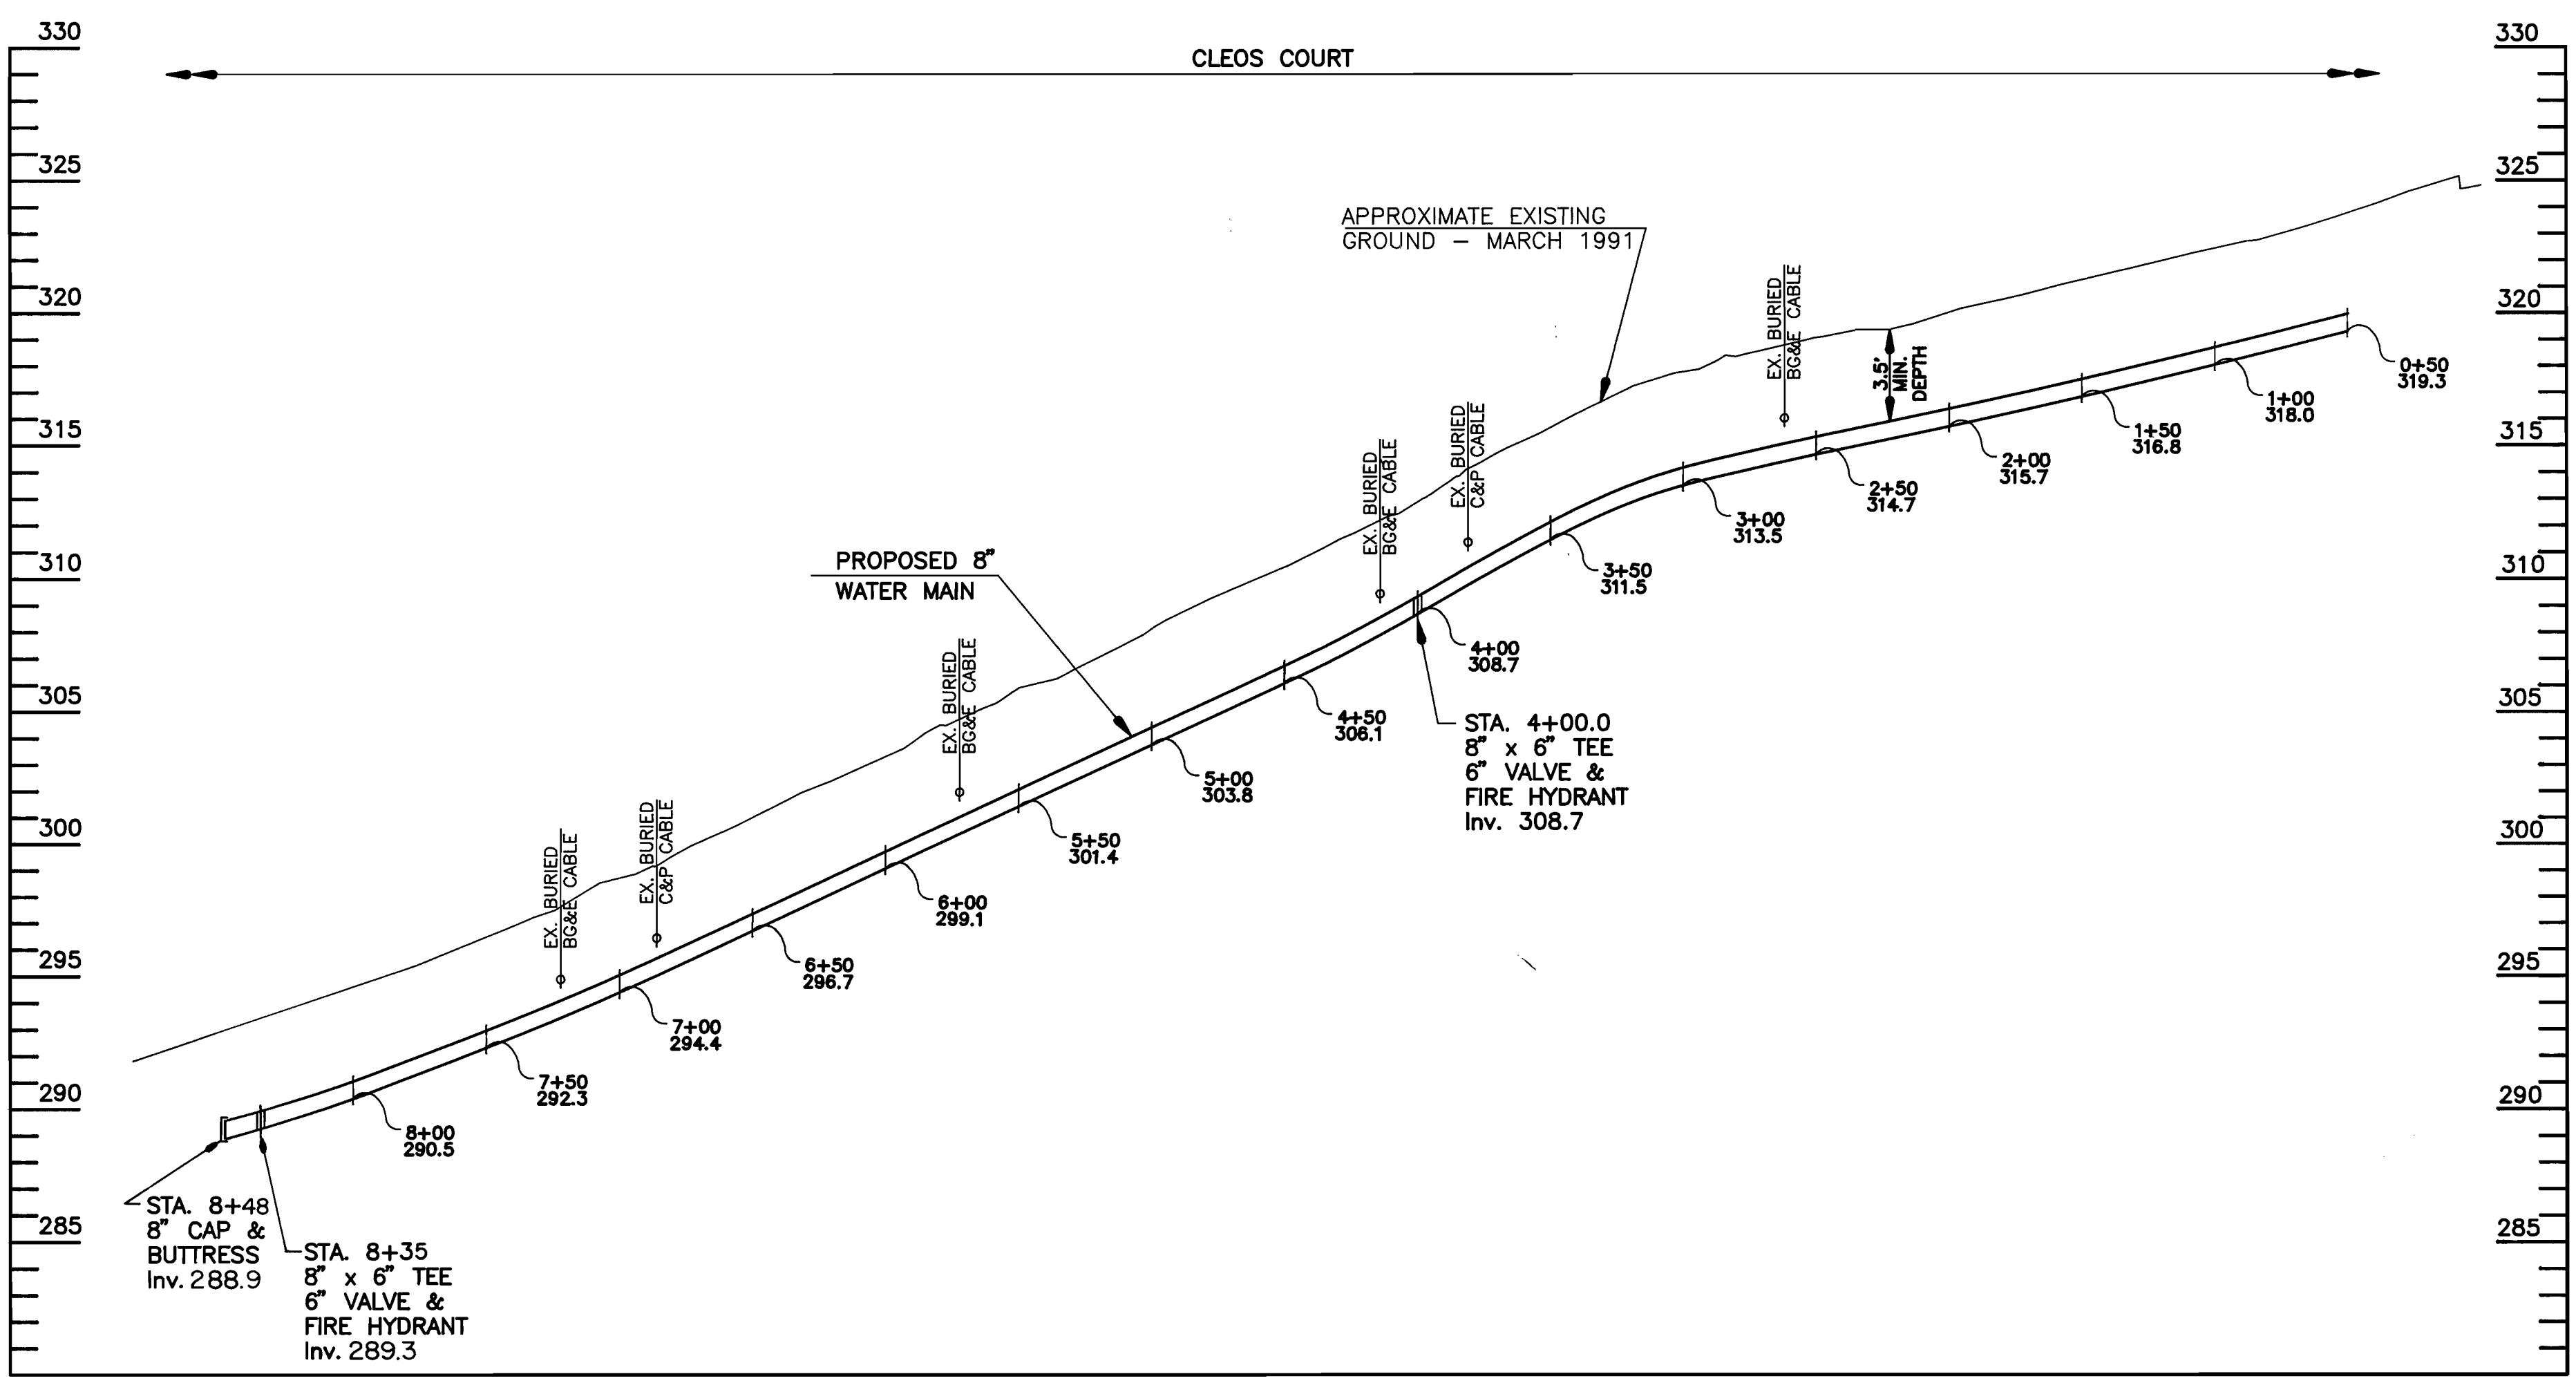 CLEOS COURT
330
325
320
315
310
305
300
295
290
285
330
325
320
315
310
305
300
295
290
285
APPROXIMATE EXISTING
GROUND – MARCH 1991
PROPOSED 8"
WATER MAIN
EX. BURIED
BG&E CABLE
EX. BURIED
C&P CABLE
EX. BURIED
BG&E CABLE
EX. BURIED
BG&E CABLE
EX. BURIED
C&P CABLE
EX. BURIED
BG&E CABLE
3.5'
MIN.
DEPTH
0+50
319.3
1+00
318.0
1+50
316.8
2+00
315.7
2+50
314.7
3+00
313.5
3+50
311.5
4+00
308.7
4+50
306.1
5+00
303.8
5+50
301.4
6+00
299.1
6+50
296.7
7+00
294.4
7+50
292.3
8+00
290.5
STA. 4+00.0
8" x 6" TEE
6" VALVE &
FIRE HYDRANT
Inv. 308.7
STA. 8+48
8" CAP &
BUTTRESS
Inv. 288.9
STA. 8+35
8" x 6" TEE
6" VALVE &
FIRE HYDRANT
Inv. 289.3